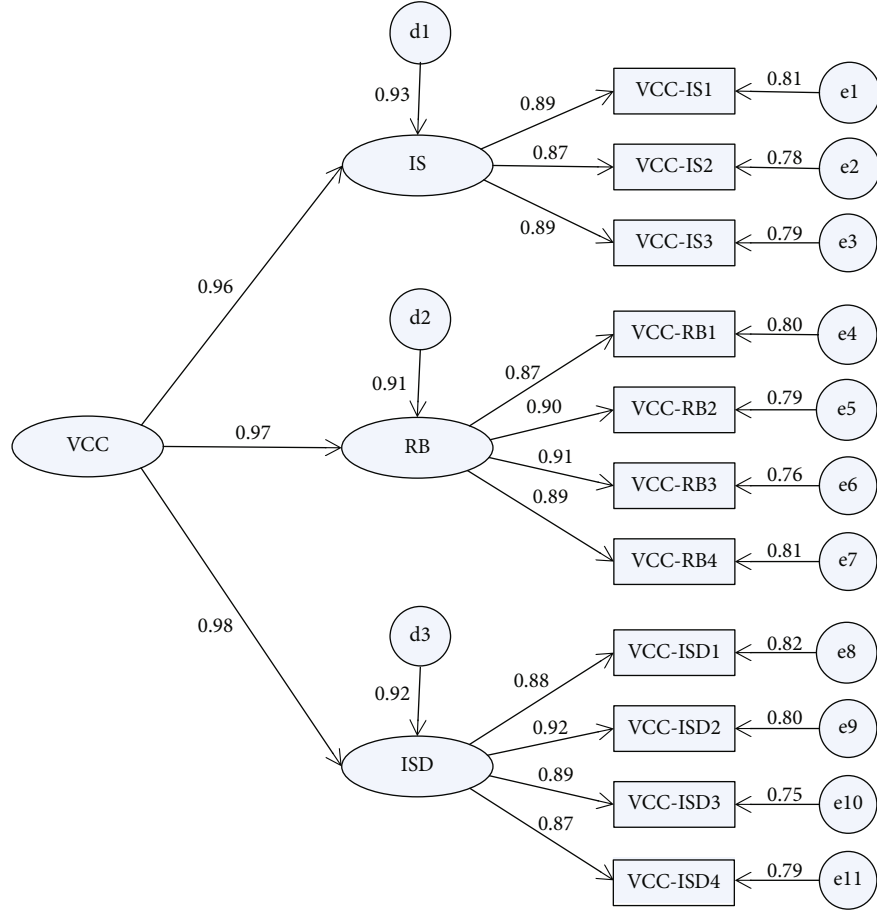 d1
0.93
IS
0.89
0.87
0.89
VCC-IS1
0.81
e1
VCC-IS2
0.78
e2
VCC-IS3
0.79
e3
0.96
d2
0.91
RB
0.87
0.90
0.91
0.89
VCC-RB1
0.80
e4
VCC-RB2
0.79
e5
VCC-RB3
0.76
e6
VCC-RB4
0.81
e7
VCC
0.97
0.98
d3
0.92
ISD
0.88
0.92
0.89
0.87
VCC-ISD1
0.82
e8
VCC-ISD2
0.80
e9
VCC-ISD3
0.75
e10
VCC-ISD4
0.79
e11